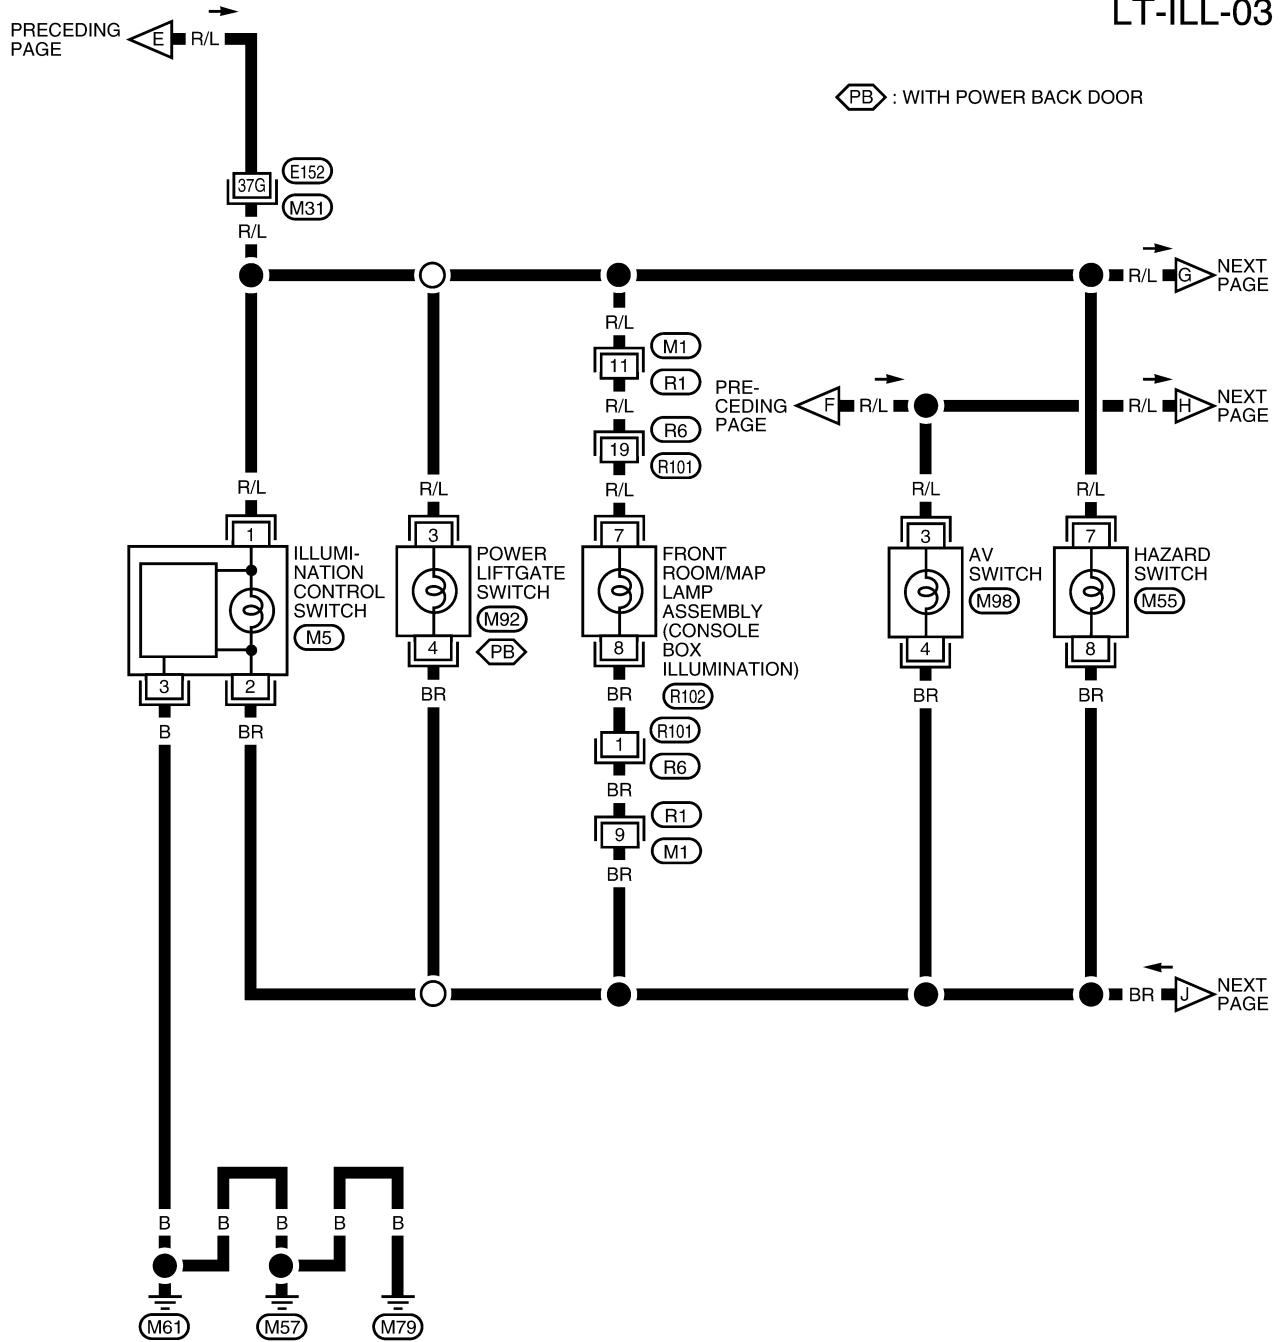 LT-ILL-03
PRECEDING
PAGE
E
R/L
PB : WITH POWER BACK DOOR
37G
E152
M31
R/L
R/L
G
NEXT
PAGE
R/L
11
M1
R1
R/L
19
R6
R101
PRE-
CEDING
PAGE
F
R/L
R/L
H
NEXT
PAGE
R/L
R/L
R/L
R/L
R/L
1
ILLUMI-
NATION
CONTROL
SWITCH
M5
3
2
3
POWER
LIFTGATE
SWITCH
M92
4
PB
7
FRONT
ROOM/MAP
LAMP
ASSEMBLY
(CONSOLE
BOX
ILLUMINATION)
R102
8
3
AV
SWITCH
M98
4
7
HAZARD
SWITCH
M55
8
B
BR
BR
BR
BR
BR
1
R101
R6
BR
9
R1
M1
BR
BR
J
NEXT
PAGE
B
B
B
B
B
M61
M57
M79